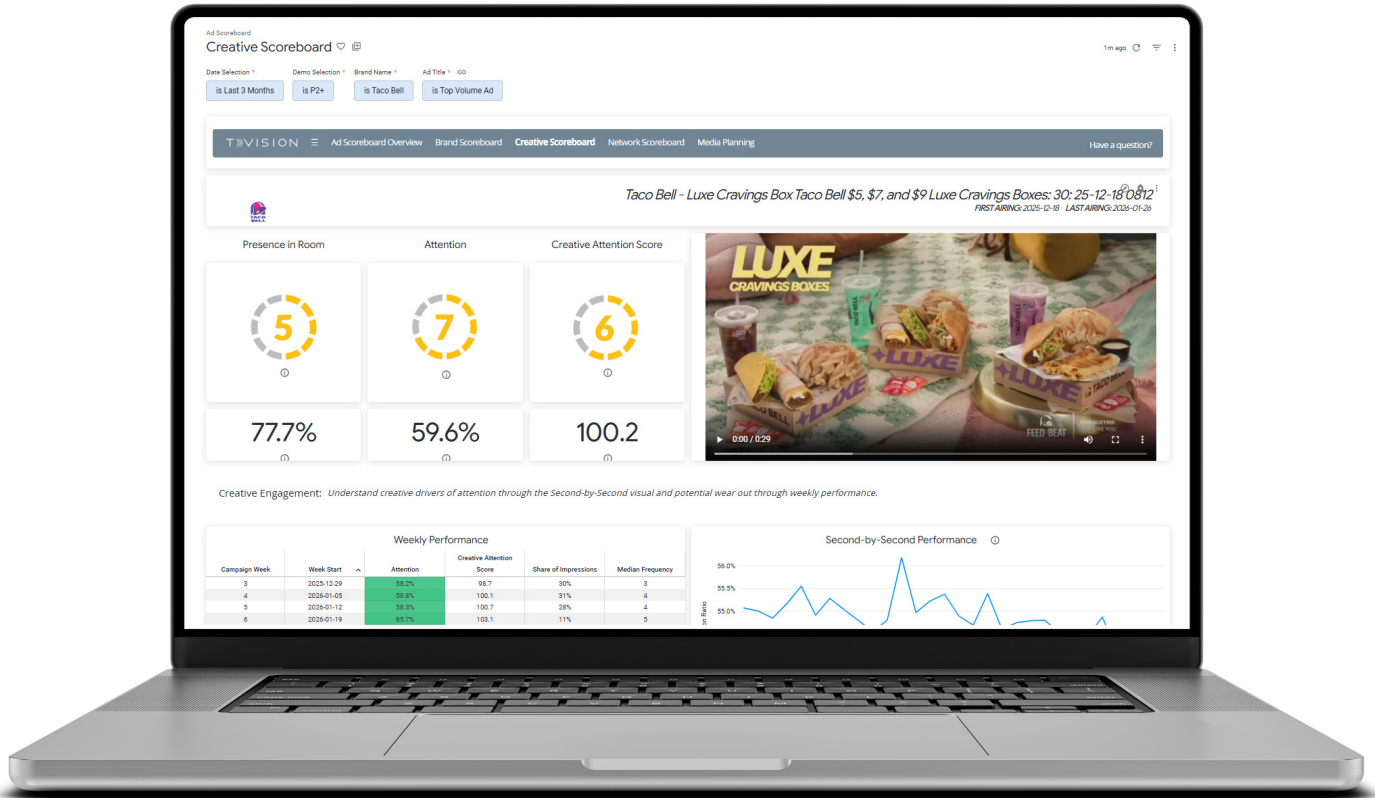 Ad Scoreboard
Creative Scoreboard
1m ago
Date Selection *
Demo Selection *
Brand Name *
Ad Title *
is Last 3 Months
is P2+
is Taco Bell
is Top Volume Ad
TVISION
Ad Scoreboard Overview
Brand Scoreboard
Creative Scoreboard
Network Scoreboard
Media Planning
Have a question?
Taco Bell - Luxe Cravings Box Taco Bell $5, $7, and $9 Luxe Cravings Boxes: 30: 25-12-18 0812
FIRST AIRING: 2025-12-18 LAST AIRING: 2026-01-26
TACO
BELL
Presence in Room
Attention
Creative Attention Score
5
7
6
77.7%
59.6%
100.2
LUXE
CRAVINGS BOXES
LUXE
LUXE
LUXE
TACO BELL
FEED BEAT
0:00 / 0:29
Creative Engagement: Understand creative drivers of attention through the Second-by-Second visual and potential wear out through weekly performance.
Weekly Performance
Campaign Week Week Start Attention Creative Attention Score Share of Impressions Median Frequency
3 2025-12-29 58.2% 98.7 30% 3
4 2026-01-05 59.8% 100.1 31% 4
5 2026-01-12 58.3% 100.7 28% 4
6 2026-01-19 65.7% 103.1 11% 5
Second-by-Second Performance
56.0%
55.5%
55.0%